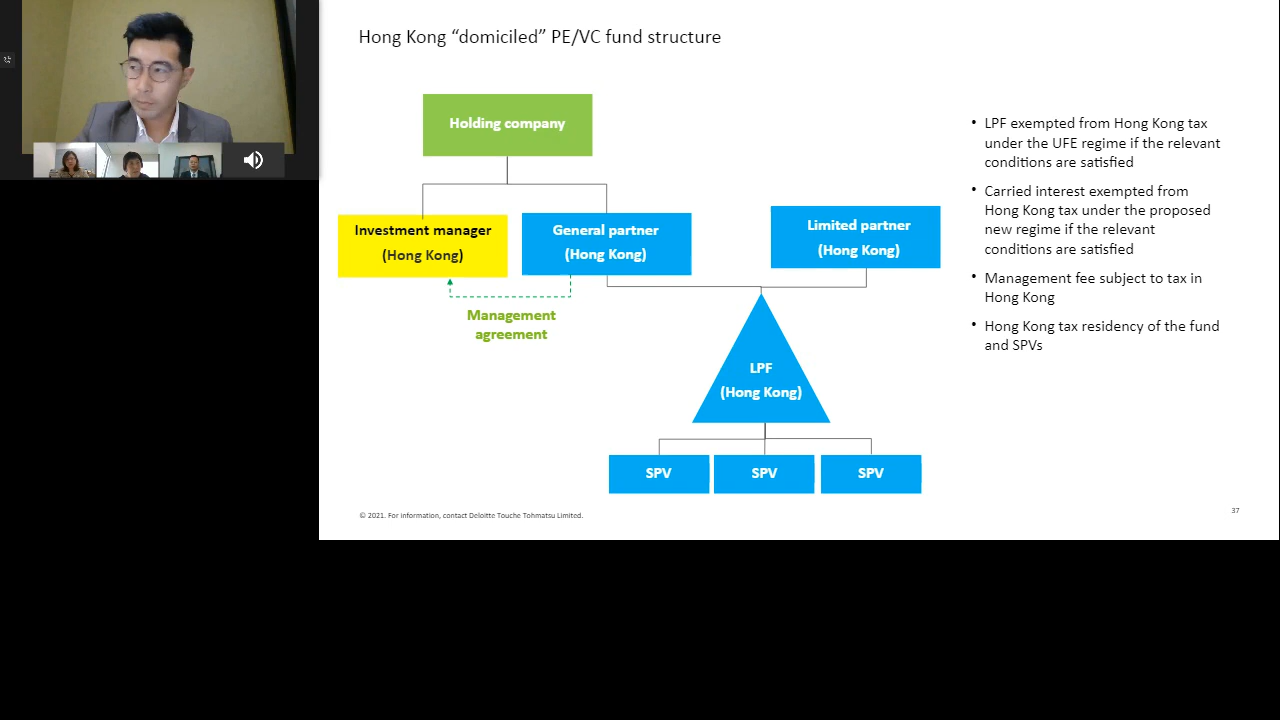 Hong Kong “domiciled” PE/VC fund structure
Holding company
Investment manager
(Hong Kong)
General partner
(Hong Kong)
Limited partner
(Hong Kong)
Management
agreement
LPF
(Hong Kong)
SPV
SPV
SPV
• LPF exempted from Hong Kong tax
under the UFE regime if the relevant
conditions are satisfied
• Carried interest exempted from
Hong Kong tax under the proposed
new regime if the relevant
conditions are satisfied
• Management fee subject to tax in
Hong Kong
• Hong Kong tax residency of the fund
and SPVs
© 2021. For information, contact Deloitte Touche Tohmatsu Limited.
37